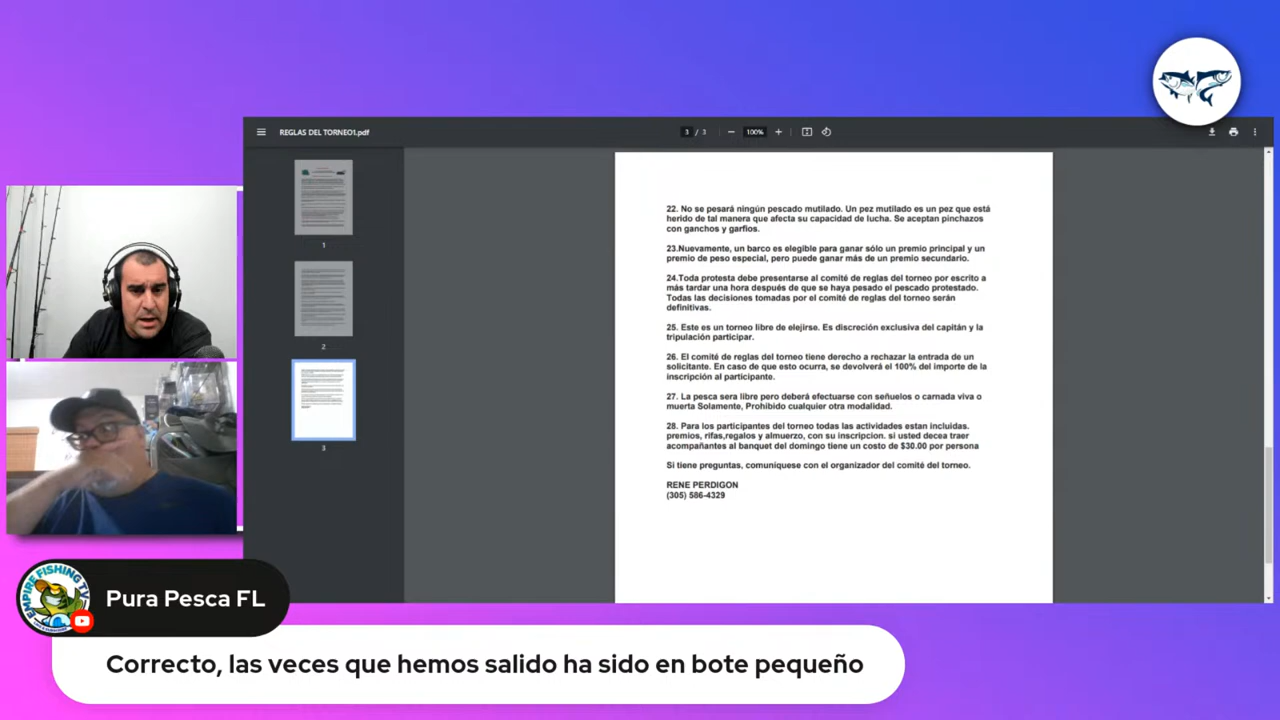 REGLAS DEL TORNEO1.pdf
3 / 3
100%
1
2
3
22. No se pesará ningún pescado mutilado. Un pez mutilado es un pez que está
herido de tal manera que afecta su capacidad de lucha. Se aceptan pinchazos
con ganchos y garfios.
23.Nuevamente, un barco es elegible para ganar sólo un premio principal y un
premio de peso especial, pero puede ganar más de un premio secundario.
24.Toda protesta debe presentarse al comité de reglas del torneo por escrito a
más tardar una hora después de que se haya pesado el pescado protestado.
Todas las decisiones tomadas por el comité de reglas del torneo serán
definitivas.
25. Este es un torneo libre de elejirse. Es discreción exclusiva del capitán y la
tripulación participar.
26. El comité de reglas del torneo tiene derecho a rechazar la entrada de un
solicitante. En caso de que esto ocurra, se devolverá el 100% del importe de la
inscripción al participante.
27. La pesca sera libre pero deberá efectuarse con señuelos o carnada viva o
muerta Solamente, Prohibido cualquier otra modalidad.
28. Para los participantes del torneo todas las actividades estan incluidas.
premios, rifas,regalos y almuerzo, con su inscripcion. si usted decea traer
acompañantes al banquet del domingo tiene un costo de $30.00 por persona
Si tiene preguntas, comuníquese con el organizador del comité del torneo.
RENE PERDIGON
(305) 586-4329
EMPIRE FISHING TV
Pura Pesca FL
Correcto, las veces que hemos salido ha sido en bote pequeño